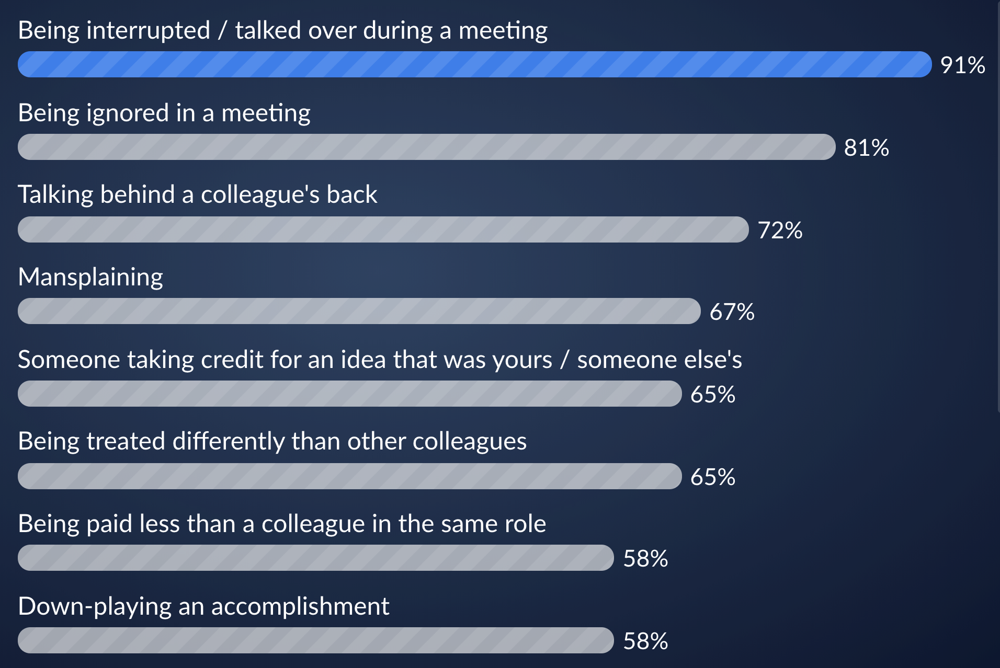 Being interrupted / talked over during a meeting
91%
Being ignored in a meeting
81%
Talking behind a colleague's back
72%
Mansplaining
67%
Someone taking credit for an idea that was yours / someone else's
65%
Being treated differently than other colleagues
65%
Being paid less than a colleague in the same role
58%
Down-playing an accomplishment
58%